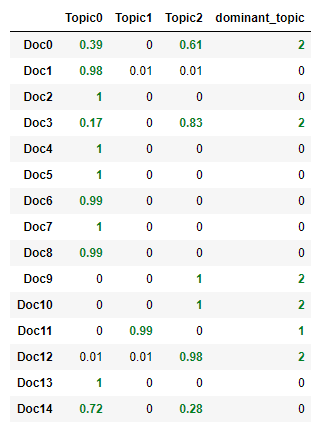 Topic0 Topic1 Topic2 dominant_topic
Doc0 0.39 0 0.61 2
Doc1 0.98 0.01 0.01 0
Doc2 1 0 0 0
Doc3 0.17 0 0.83 2
Doc4 1 0 0 0
Doc5 1 0 0 0
Doc6 0.99 0 0 0
Doc7 1 0 0 0
Doc8 0.99 0 0 0
Doc9 0 0 1 2
Doc10 0 0 1 2
Doc11 0 0.99 0 1
Doc12 0.01 0.01 0.98 2
Doc13 1 0 0 0
Doc14 0.72 0 0.28 0